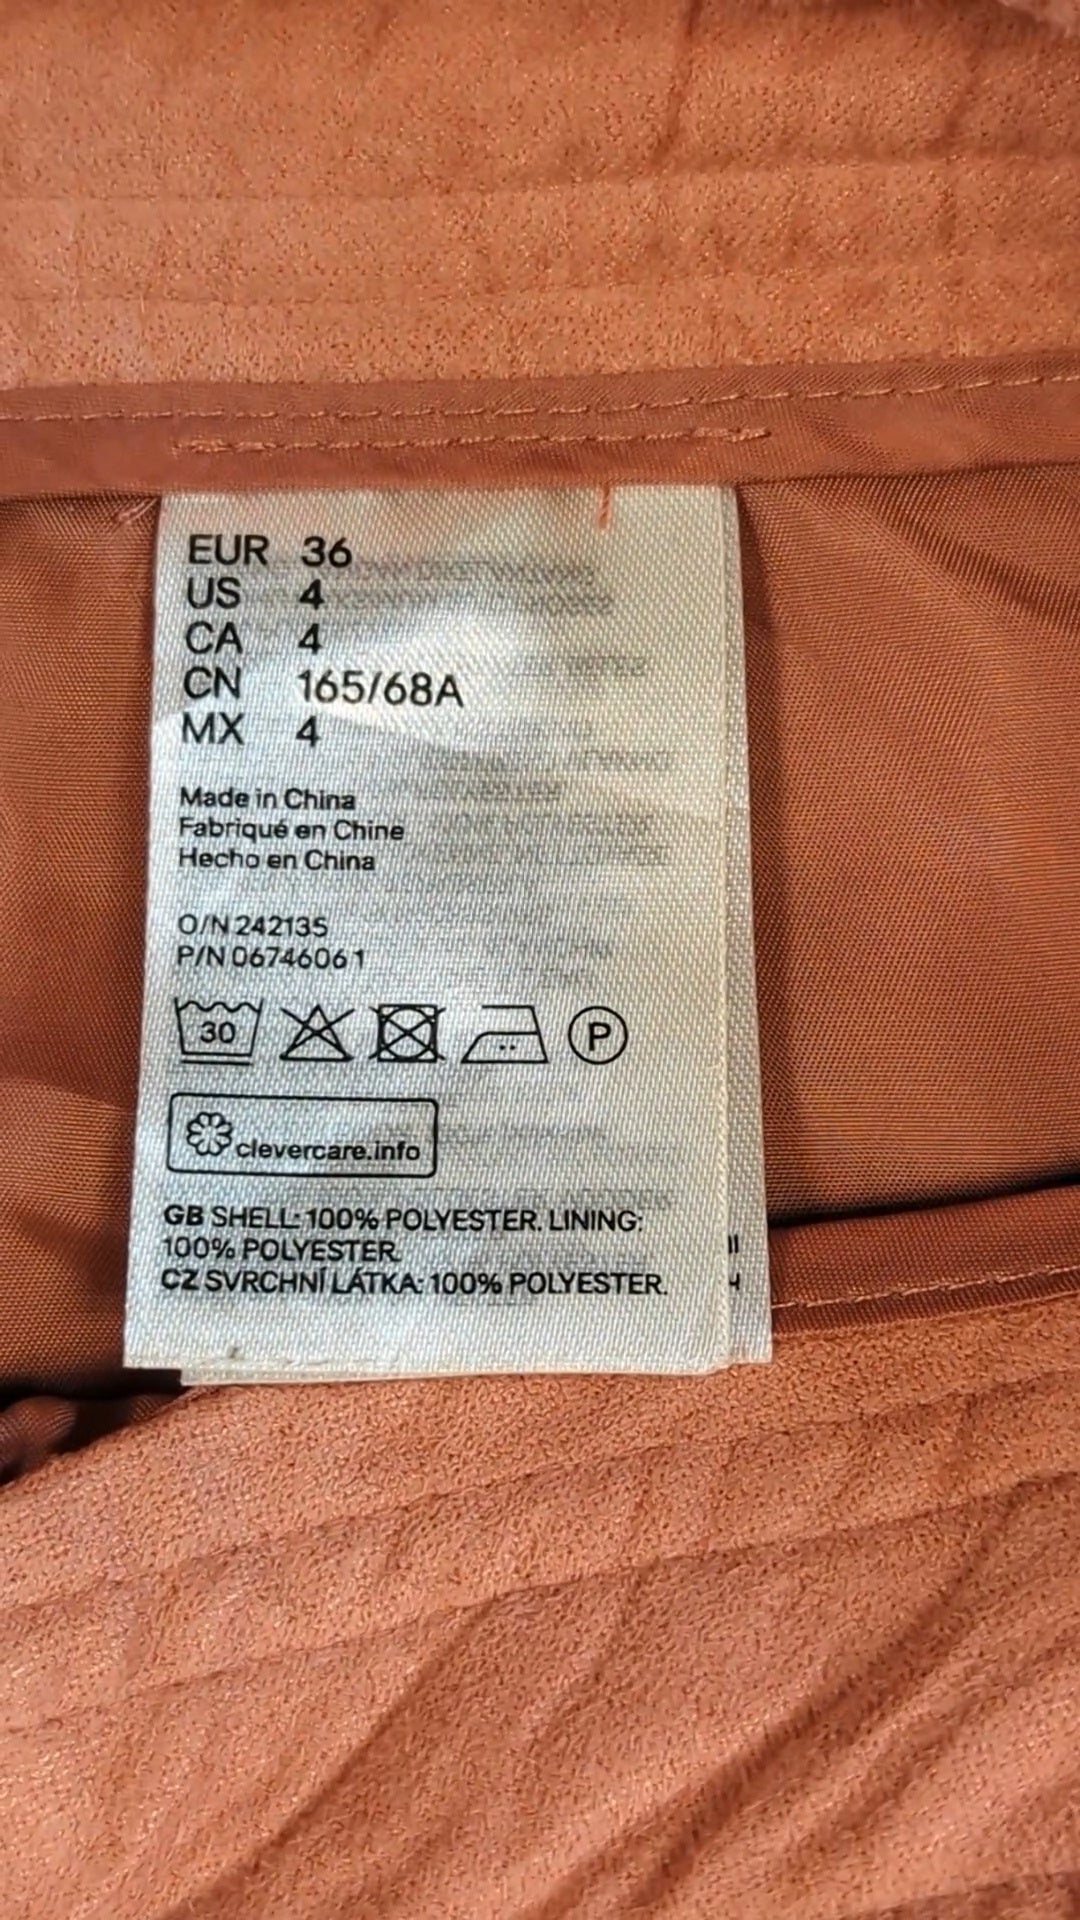 EUR 36
US 4
CA 4
CN 165/68A
MX 4
Made in China
Fabriqué en Chine
Hecho en China
O/N 242135
P/N 06746061
30
P
clevercare.info
GB SHELL: 100% POLYESTER. LINING:
100% POLYESTER
CZ SVRCHNÍ LÁTKA: 100% POLYESTER.